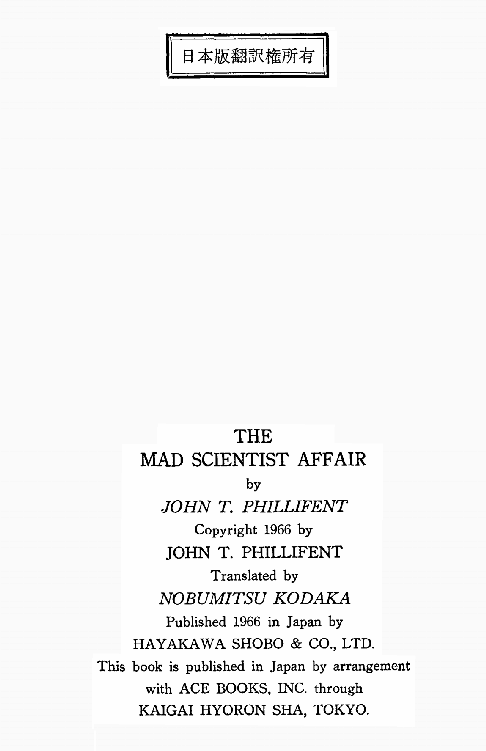 日本版翻訳権所有
THE
MAD SCIENTIST AFFAIR
by
JOHN T. PHILLIFENT
Copyright 1966 by
JOHN T. PHILLIFENT
Translated by
NOBUMITSU KODAKA
Published 1966 in Japan by
HAYAKAWA SHOBO & CO., LTD.
This book is published in Japan by arrangement
with ACE BOOKS, INC. through
KAIGAI HYORON SHA, TOKYO.